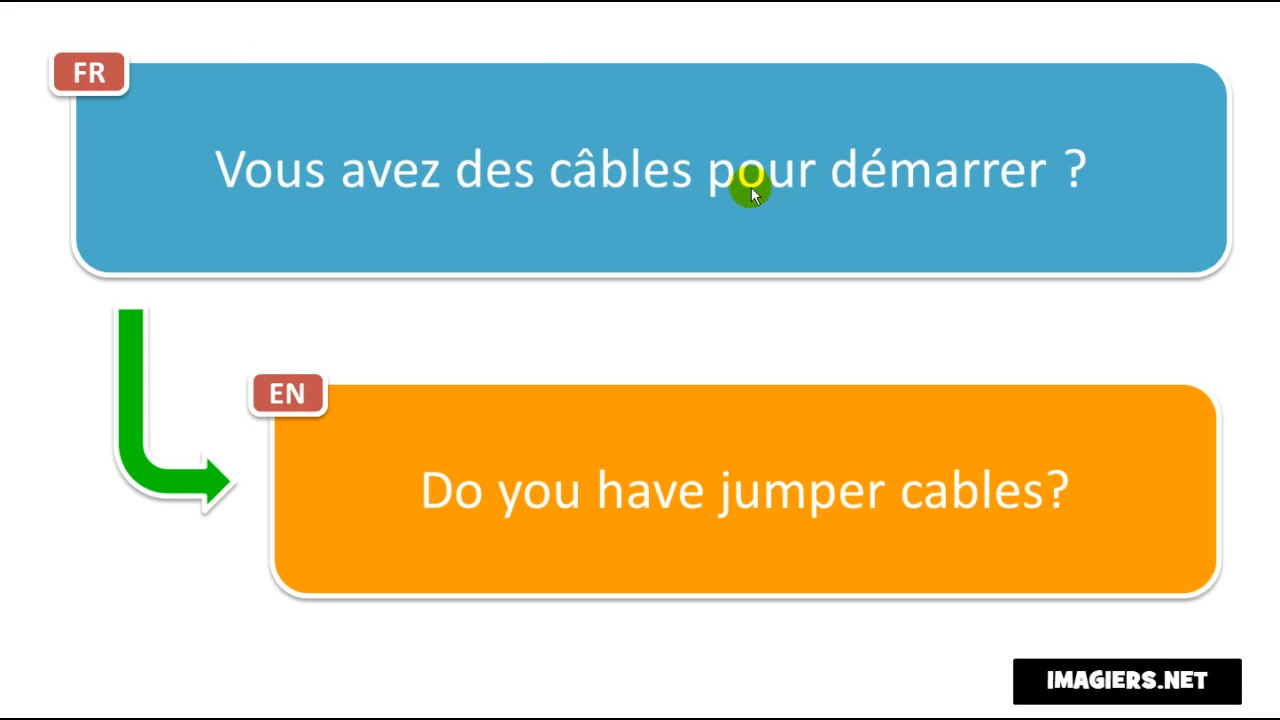 FR
Vous avez des câbles pour démarrer ?
EN
Do you have jumper cables?
IMAGIERS.NET